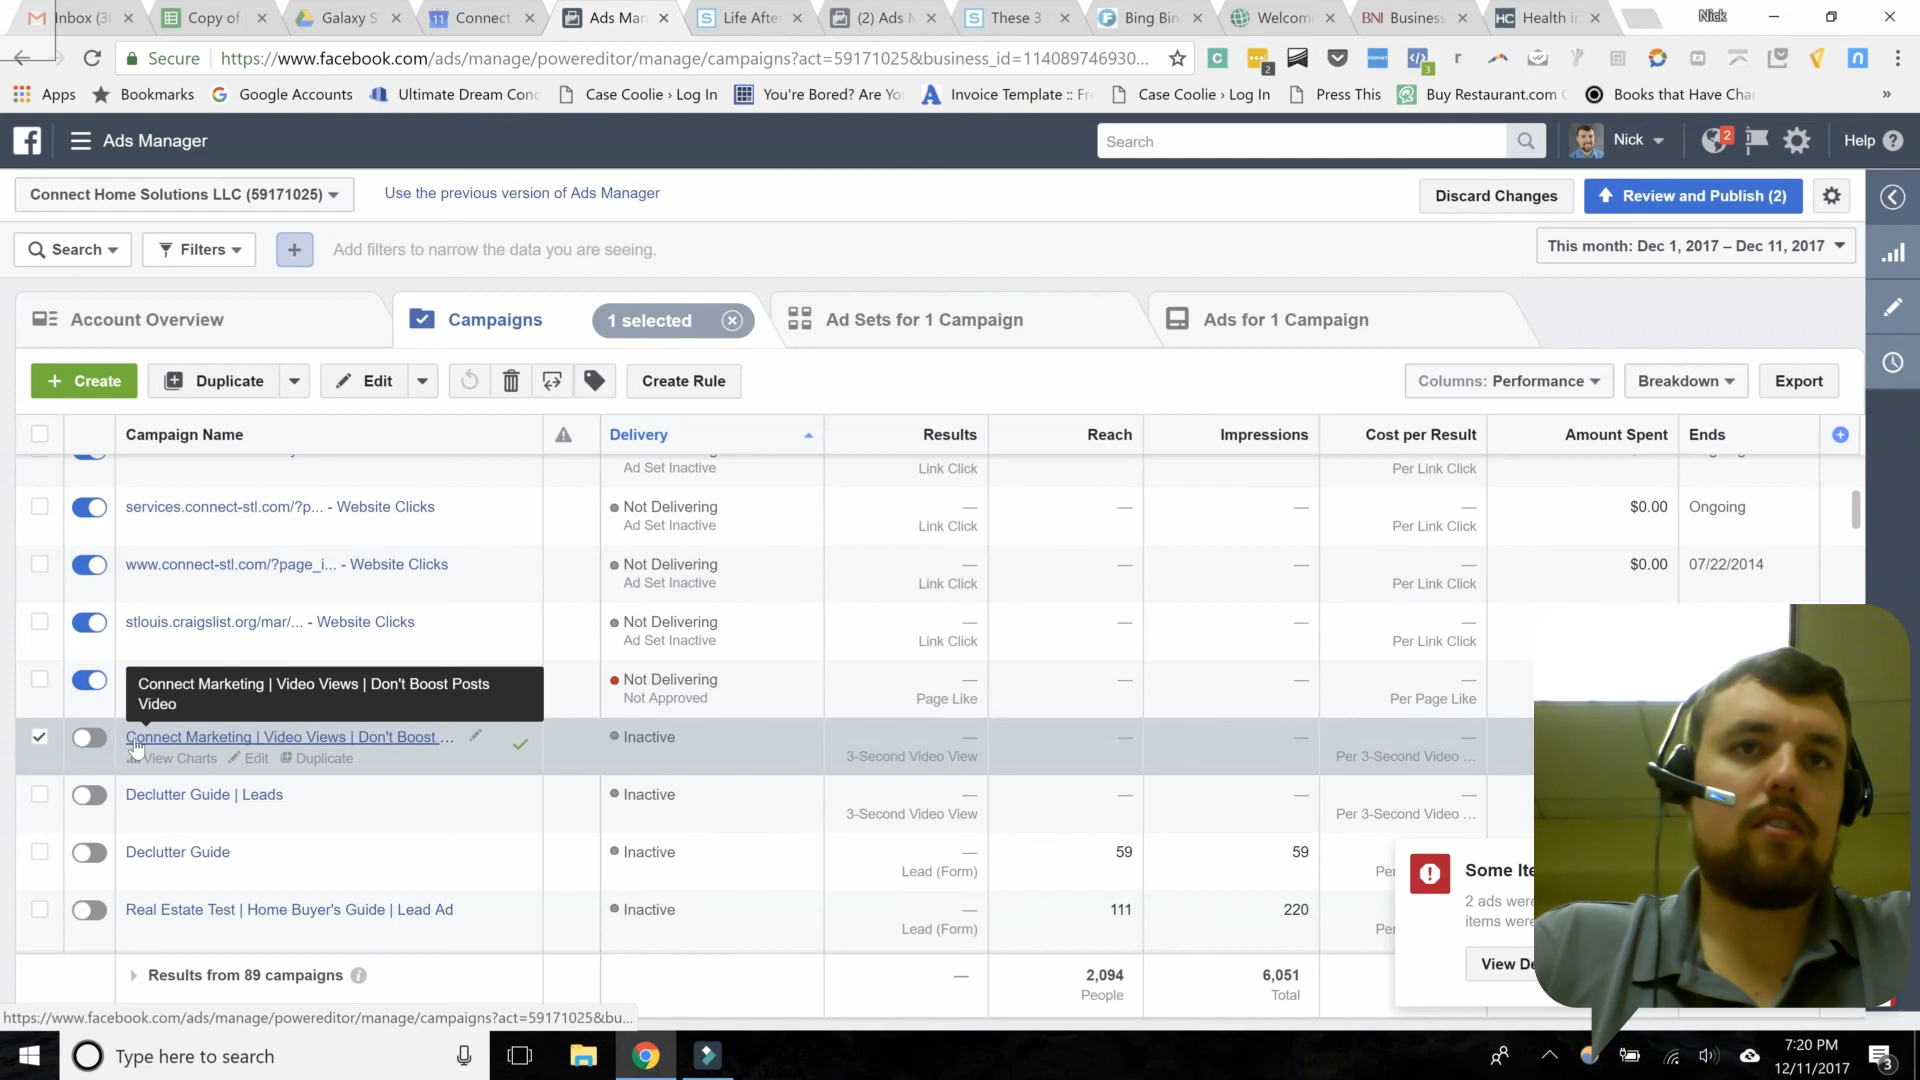 Inbox (3
Copy of
Galaxy S
Connect
Ads Man
Life Afte
(2) Ads M
These 3
Bing Bin
Welcom
BNI Business
HC Health in
Nick
Secure https://www.facebook.com/ads/manage/powereditor/manage/campaigns?act=59171025&business_id=114089746930...
Apps Bookmarks Google Accounts Ultimate Dream Conc Case Coolie › Log In You're Bored? Are Yo Invoice Template :: Fr Case Coolie › Log In Press This Buy Restaurant.com Books that Have Cha »
Ads Manager
Search
Nick
2
Help
Connect Home Solutions LLC (59171025)
Use the previous version of Ads Manager
Discard Changes
Review and Publish (2)
Search
Filters
+
Add filters to narrow the data you are seeing.
This month: Dec 1, 2017 – Dec 11, 2017
Account Overview
Campaigns
1 selected
Ad Sets for 1 Campaign
Ads for 1 Campaign
+ Create
Duplicate
Edit
Create Rule
Columns: Performance
Breakdown
Export
Campaign Name Delivery Results Reach Impressions Cost per Result Amount Spent Ends
Ad Set Inactive Link Click Per Link Click
services.connect-stl.com/?p... - Website Clicks Not Delivering — — — — $0.00 Ongoing
Ad Set Inactive Link Click Per Link Click
www.connect-stl.com/?page_i... - Website Clicks Not Delivering — — — — $0.00 07/22/2014
Ad Set Inactive Link Click Per Link Click
stlouis.craigslist.org/mar/... - Website Clicks Not Delivering — — — —
Ad Set Inactive Link Click Per Link Click
Connect Marketing | Video Views | Don't Boost Posts
Video
Not Delivering — — — —
Not Approved Page Like Per Page Like
Connect Marketing | Video Views | Don't Boost ... Inactive — — — —
View Charts Edit Duplicate 3-Second Video View Per 3-Second Video ...
Declutter Guide | Leads Inactive — — — —
3-Second Video View Per 3-Second Video ...
Declutter Guide Inactive — 59 59
Lead (Form) Per
Real Estate Test | Home Buyer's Guide | Lead Ad Inactive — 111 220
Lead (Form) Per
Some Ite
2 ads were
items were
View De
Results from 89 campaigns — 2,094 6,051
People Total
https://www.facebook.com/ads/manage/powereditor/manage/campaigns?act=59171025&bu...
Type here to search
7:20 PM
12/11/2017
3